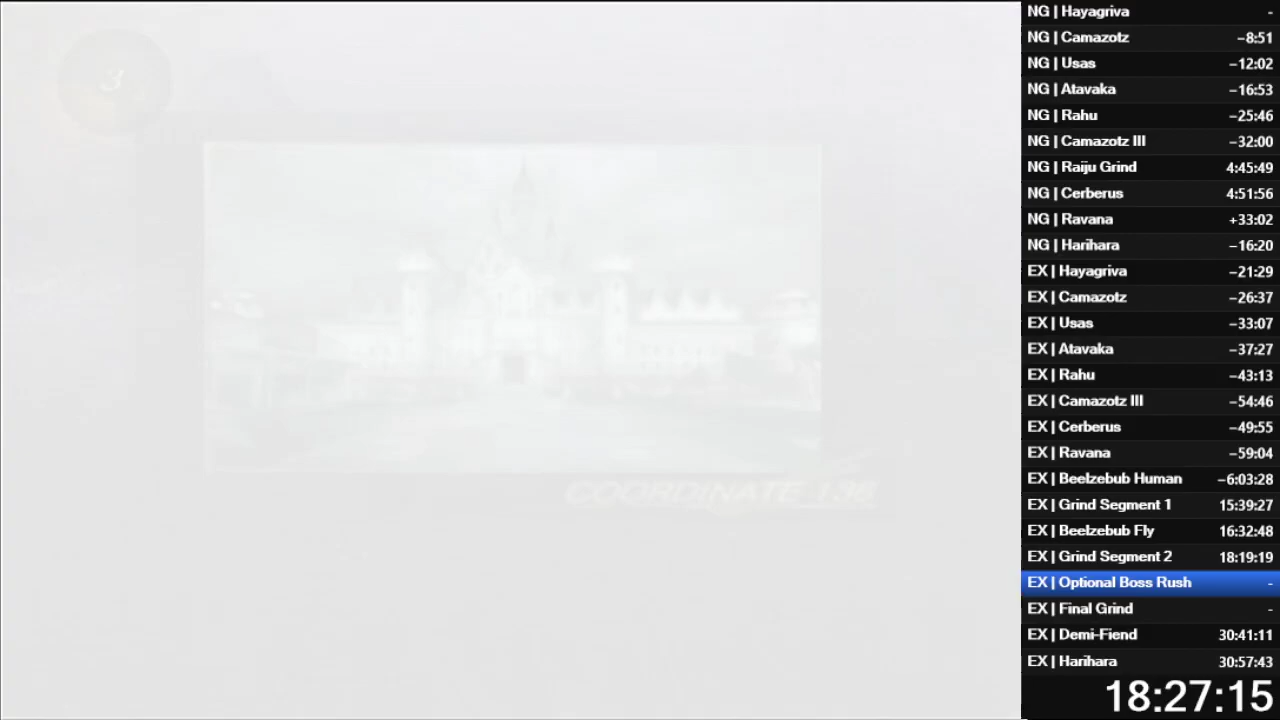 3
COORDINATE 136
NG | Hayagriva -
NG | Camazotz −8:51
NG | Usas −12:02
NG | Atavaka −16:53
NG | Rahu −25:46
NG | Camazotz III −32:00
NG | Raiju Grind 4:45:49
NG | Cerberus 4:51:56
NG | Ravana +33:02
NG | Harihara −16:20
EX | Hayagriva −21:29
EX | Camazotz −26:37
EX | Usas −33:07
EX | Atavaka −37:27
EX | Rahu −43:13
EX | Camazotz III −54:46
EX | Cerberus −49:55
EX | Ravana −59:04
EX | Beelzebub Human −6:03:28
EX | Grind Segment 1 15:39:27
EX | Beelzebub Fly 16:32:48
EX | Grind Segment 2 18:19:19
EX | Optional Boss Rush -
EX | Final Grind -
EX | Demi-Fiend 30:41:11
EX | Harihara 30:57:43
18:27:15